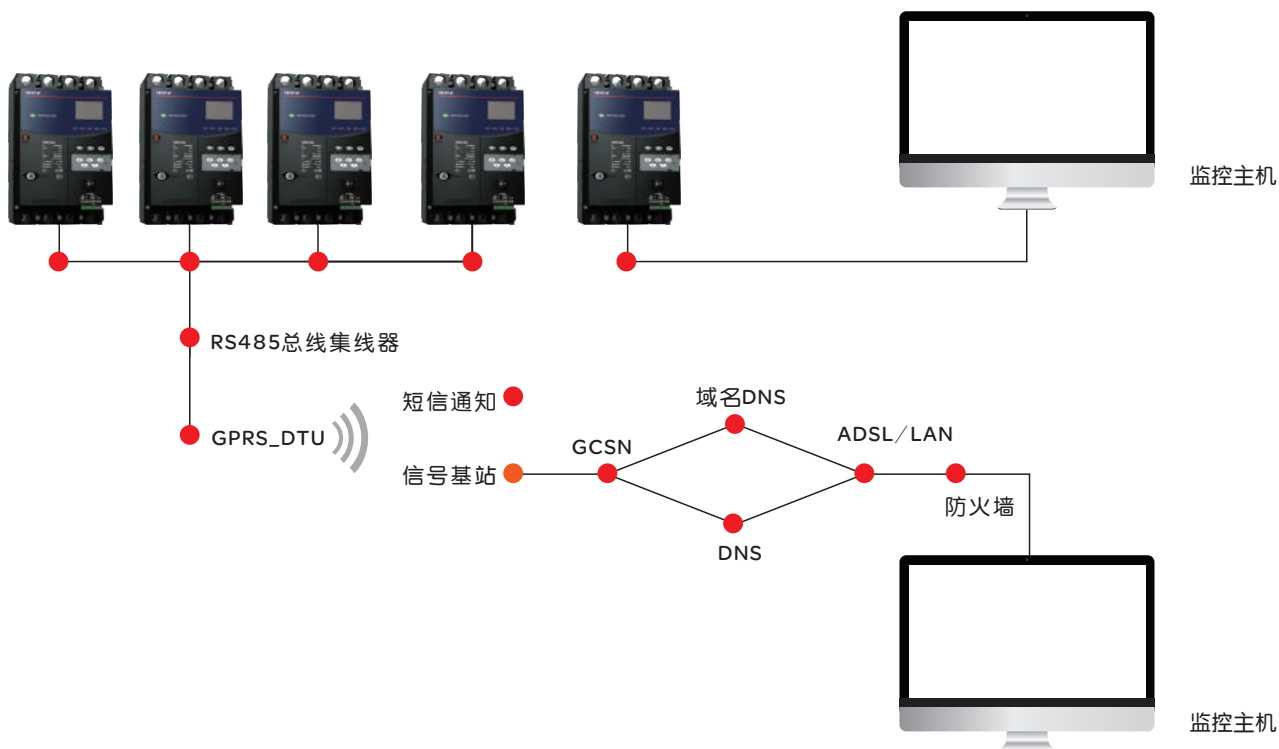 监控主机
RS485总线集线器
短信通知
域名DNS
GPRS_DTU
GCSN
ADSL/LAN
信号基站
防火墙
DNS
监控主机